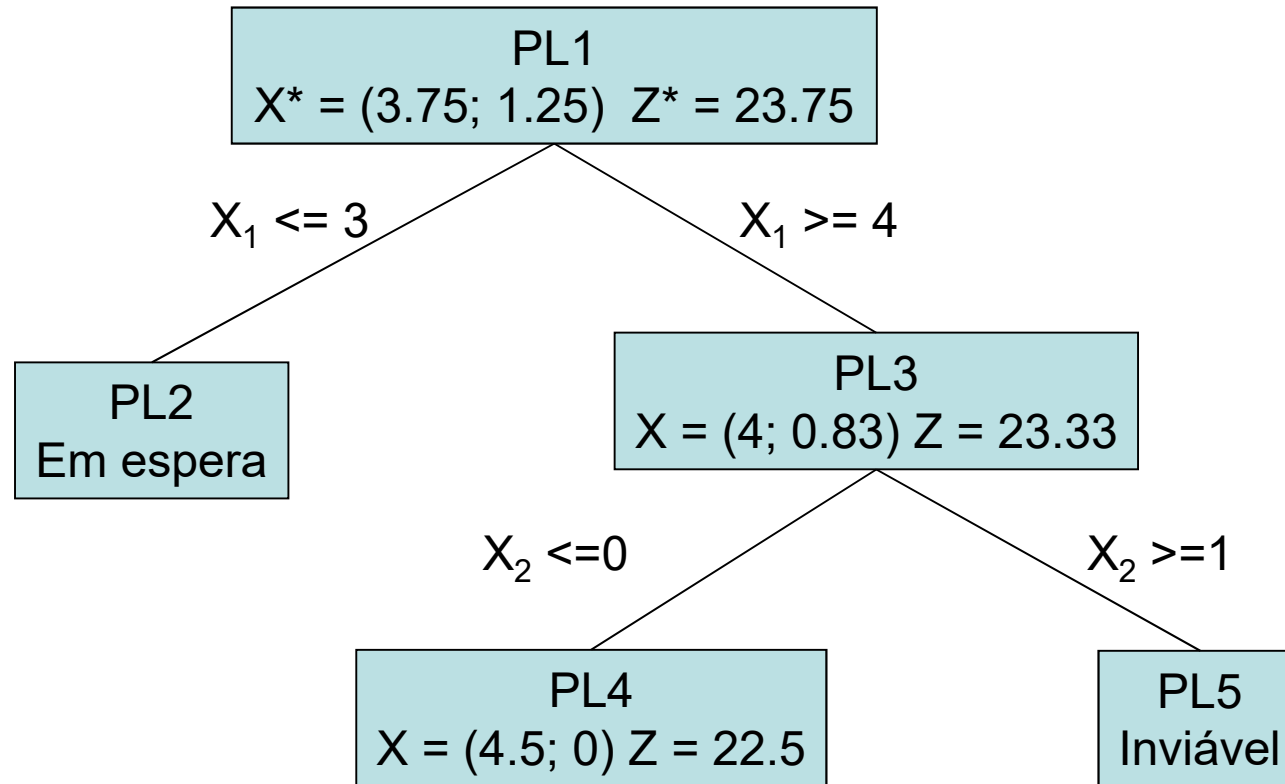 PL1
X* = (3.75; 1.25) Z* = 23.75
X1 <= 3
X1 >= 4
PL2
Em espera
PL3
X = (4; 0.83) Z = 23.33
X2 <=0
X2 >=1
PL4
X = (4.5; 0) Z = 22.5
PL5
Inviável